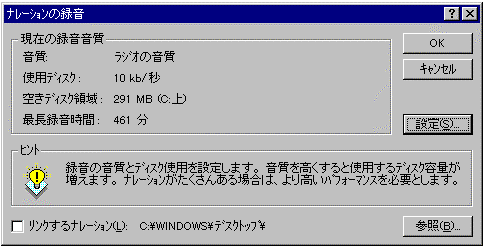 ナレーションの録音
現在の録音音質
音質: ラジオの音質
使用ディスク: 10 kb/秒
空きディスク領域: 291 MB (C:上)
最長録音時間: 461 分
OK
キャンセル
設定(S)...
ヒント
録音の音質とディスク使用を設定します。音質を高くすると使用するディスク容量が
増えます。ナレーションがたくさんある場合は、より高いパフォーマンスを必要とします。
リンクするナレーション(L): C:¥WINDOWS¥デスクトップ¥
参照(B)...